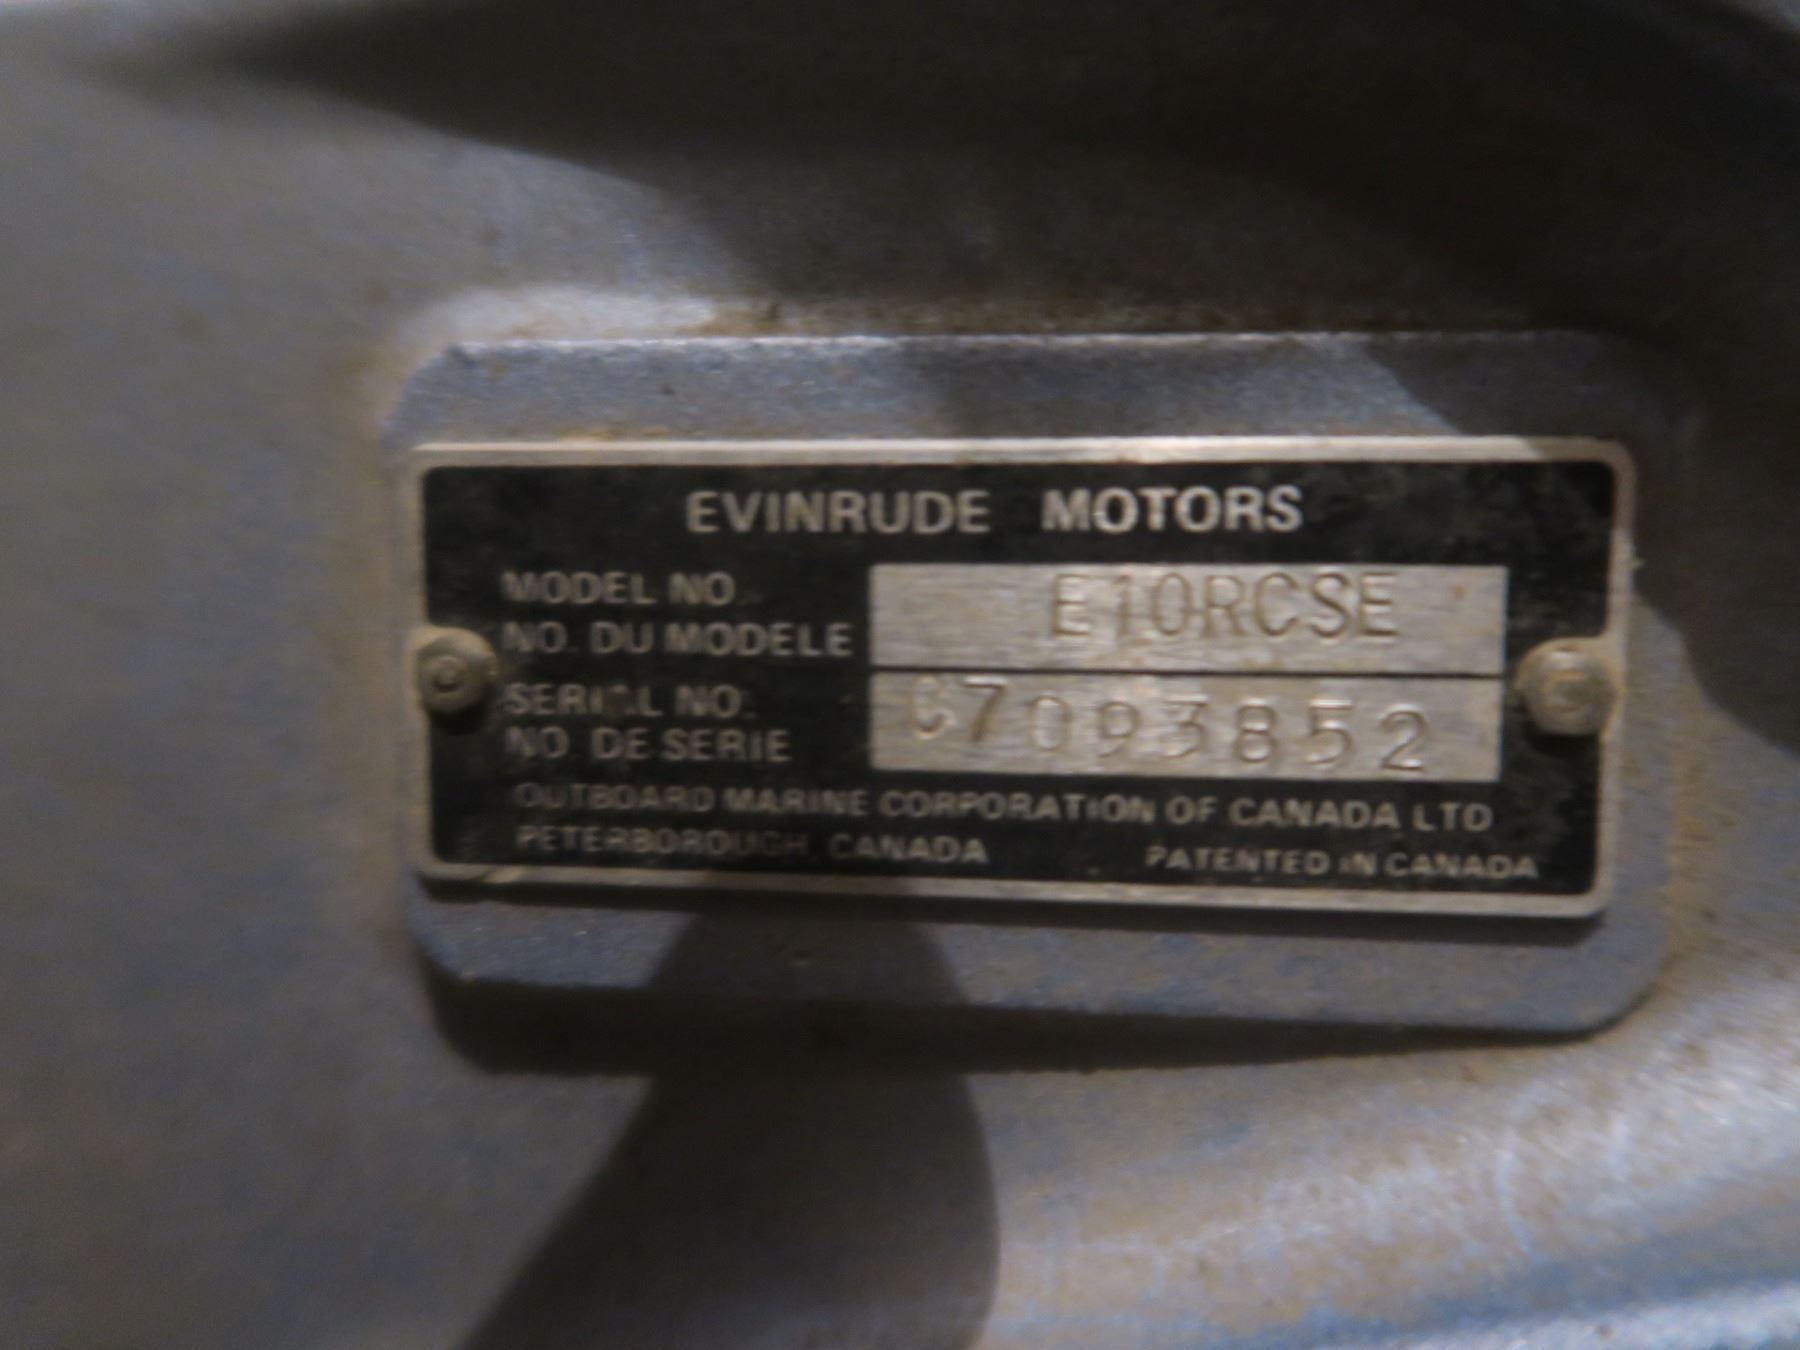 EVINRUDE MOTORS
MODEL NO. E10RCSE
NO. DU MODELE
SERIAL NO. C7093852
NO. DE SERIE
OUTBOARD MARINE CORPORATION OF CANADA LTD
PETERBOROUGH, CANADA PATENTED IN CANADA